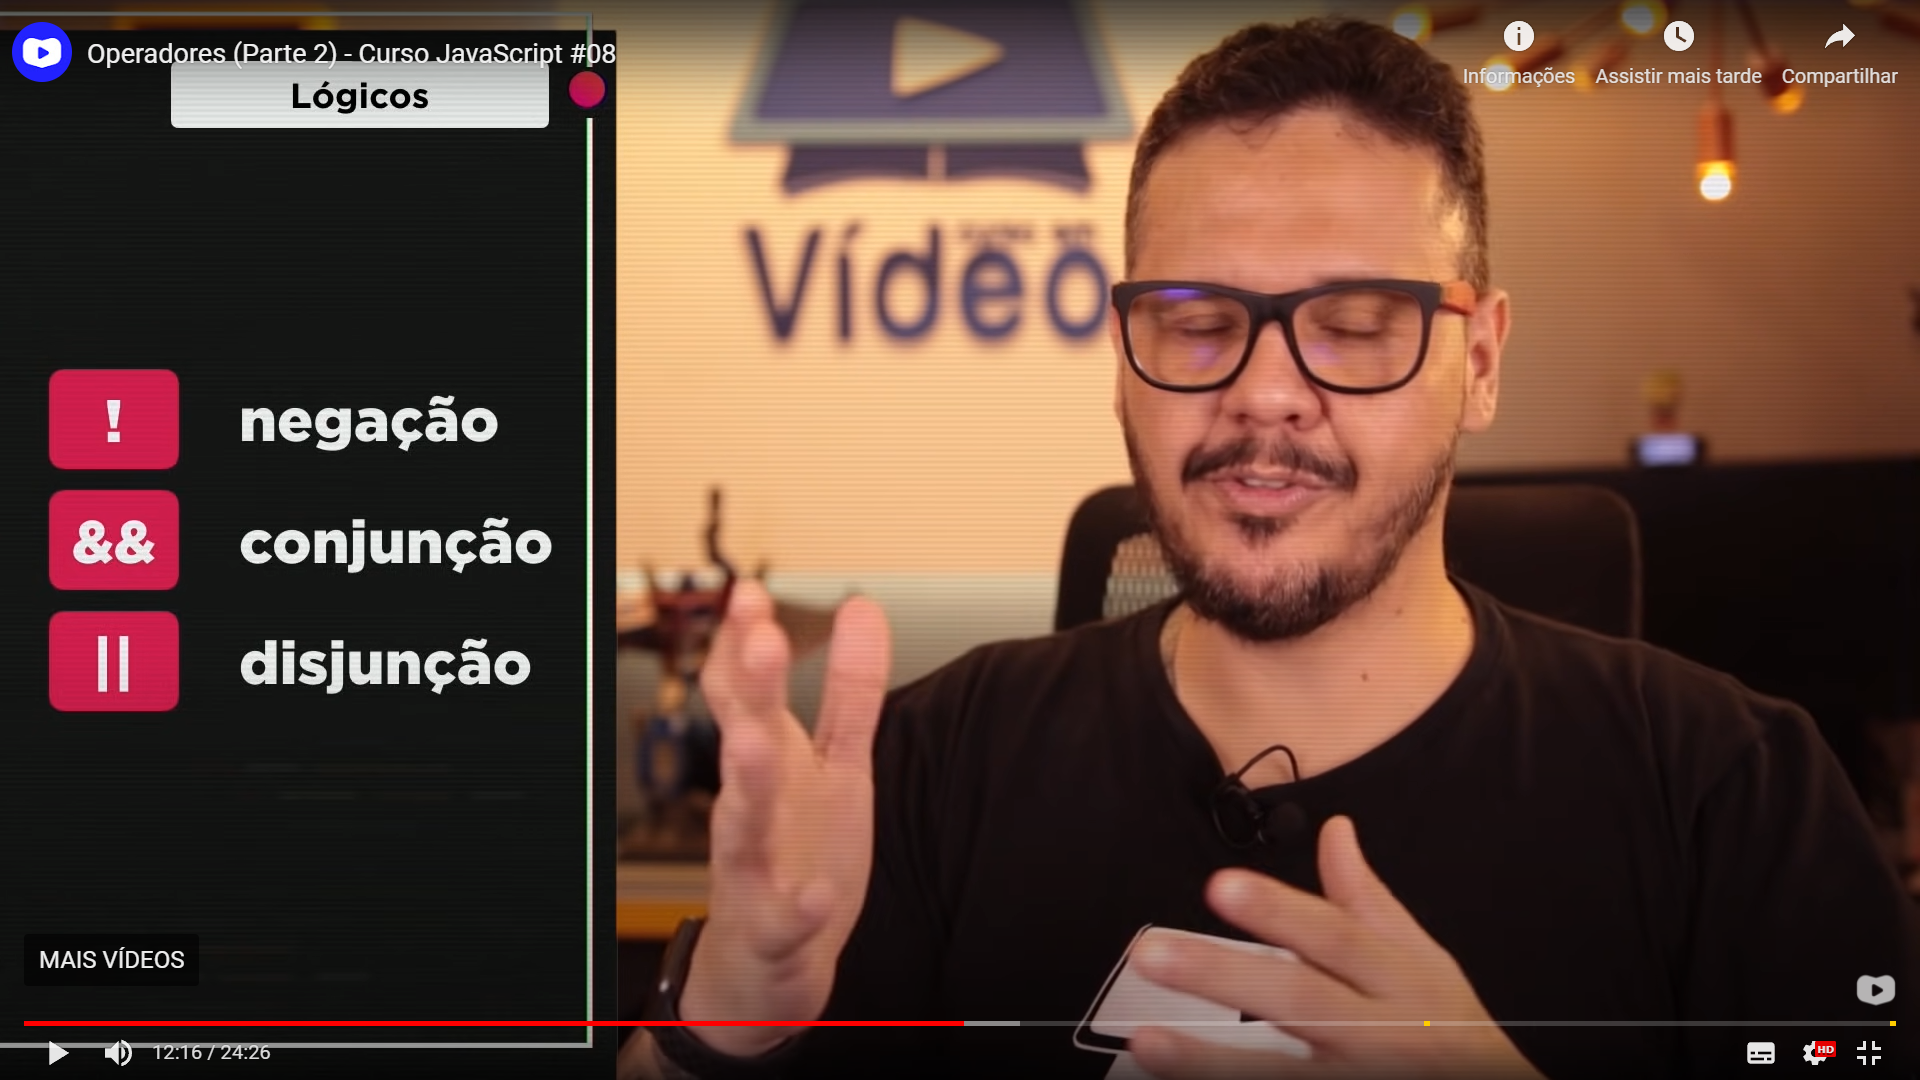 Operadores (Parte 2) - Curso JavaScript #08
Informações
Assistir mais tarde
Compartilhar
Lógicos
Vídeo
! negação
&& conjunção
|| disjunção
MAIS VÍDEOS
12:16 / 24:26
HD